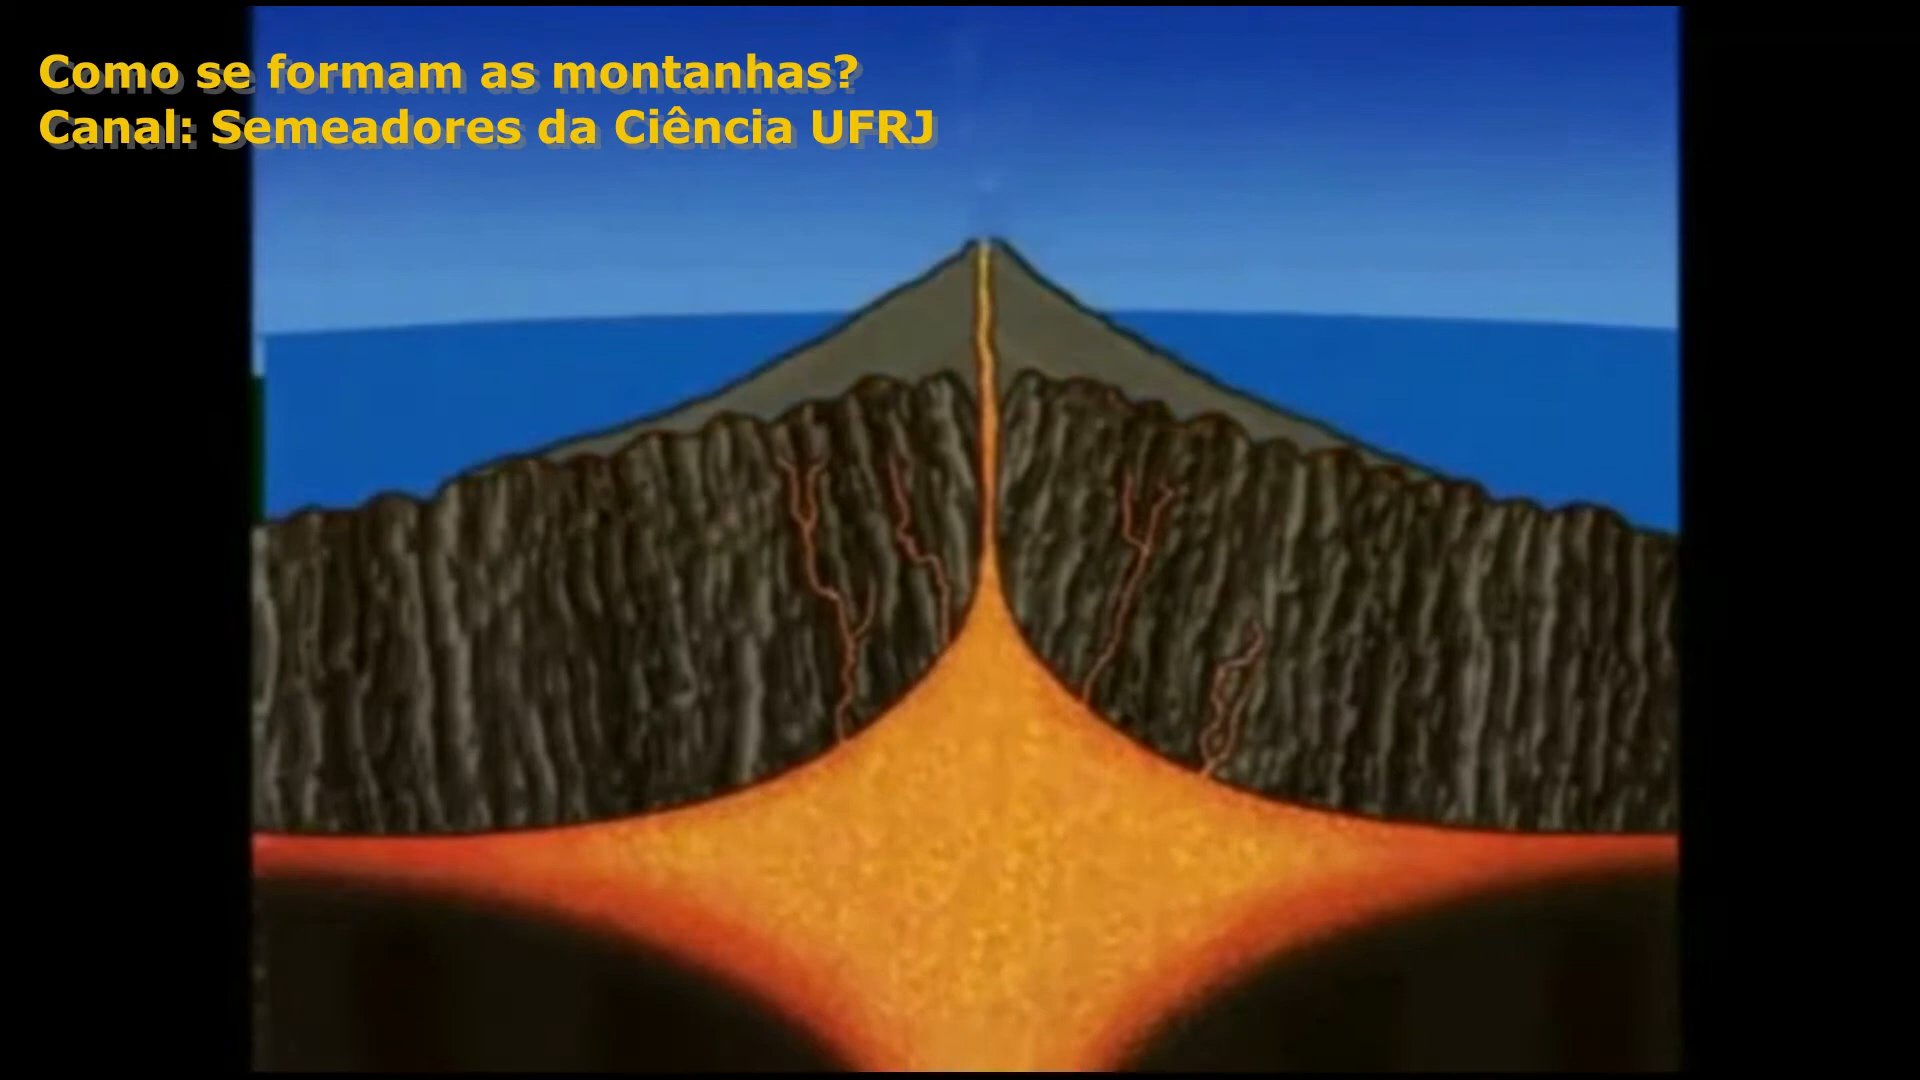 Como se formam as montanhas?
Canal: Semeadores da Ciência UFRJ